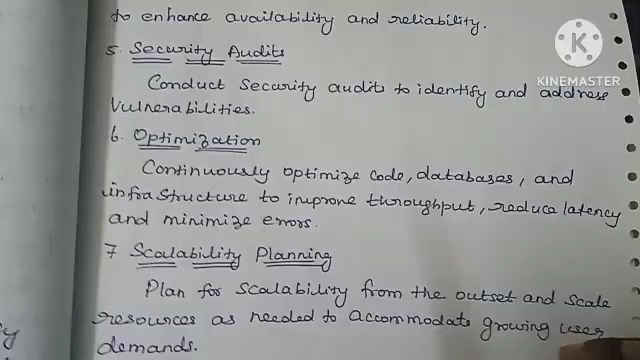 to enhance availability and reliability.
5. Security Audits
Conduct Security audits to identify and address
vulnerabilities.
6. Optimization
Continuously optimize code, databases, and
infrastructure to improve throughput, reduce latency
and minimize errors.
7 Scalability Planning
Plan for Scalability from the outset and scale
resources as needed to accommodate growing user
demands.
K
KINEMASTER